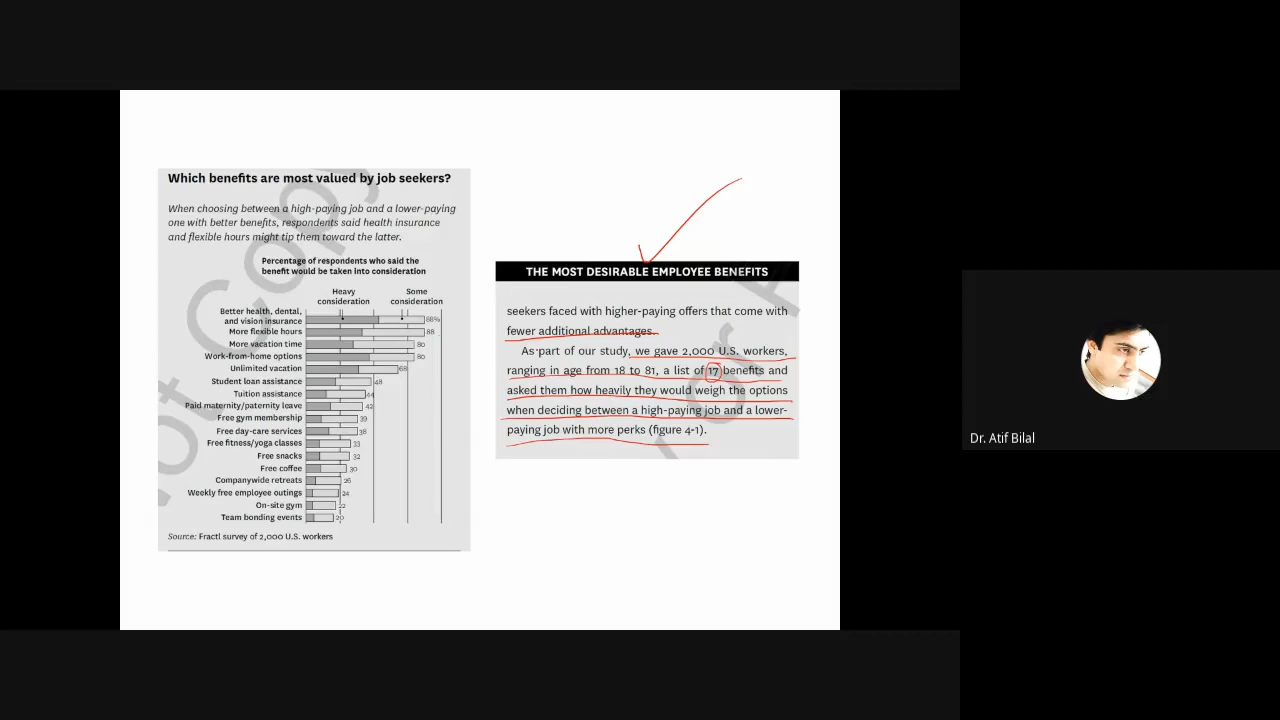 Which benefits are most valued by job seekers?
When choosing between a high-paying job and a lower-paying
one with better benefits, respondents said health insurance
and flexible hours might tip them toward the latter.
Percentage of respondents who said the
benefit would be taken into consideration
Heavy
consideration
Some
consideration
Better health, dental,
and vision insurance 88%
More flexible hours 88
More vacation time 80
Work-from-home options 80
Unlimited vacation 68
Student loan assistance 48
Tuition assistance 44
Paid maternity/paternity leave 42
Free gym membership 39
Free day-care services 38
Free fitness/yoga classes 33
Free snacks 32
Free coffee 30
Companywide retreats 26
Weekly free employee outings 24
On-site gym 22
Team bonding events 20
Source: Fractl survey of 2,000 U.S. workers
THE MOST DESIRABLE EMPLOYEE BENEFITS
seekers faced with higher-paying offers that come with
fewer additional advantages.
As part of our study, we gave 2,000 U.S. workers,
ranging in age from 18 to 81, a list of 17 benefits and
asked them how heavily they would weigh the options
when deciding between a high-paying job and a lower-
paying job with more perks (figure 4-1).
Dr. Atif Bilal